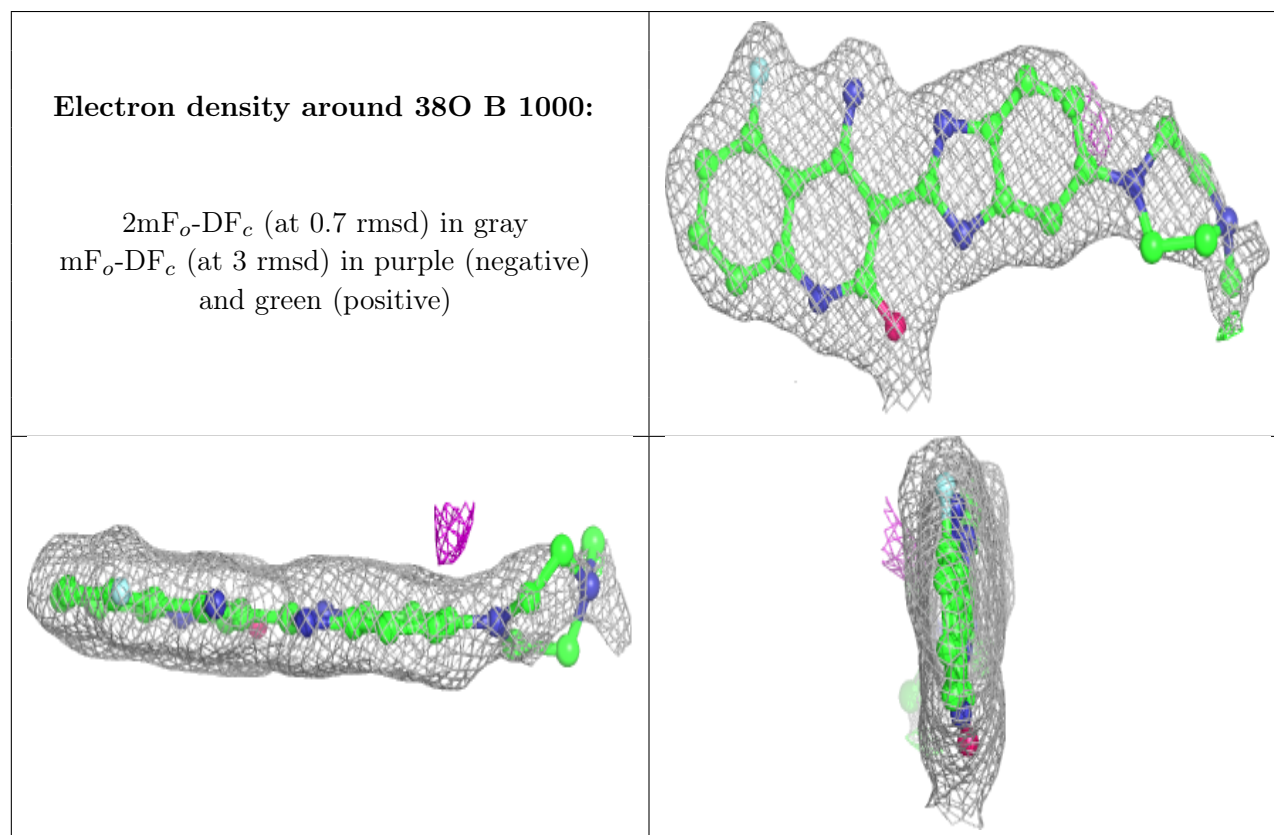 Electron density around 38O B 1000:
2mFₒ-DF𝒸 (at 0.7 rmsd) in gray
mFₒ-DF𝒸 (at 3 rmsd) in purple (negative)
and green (positive)